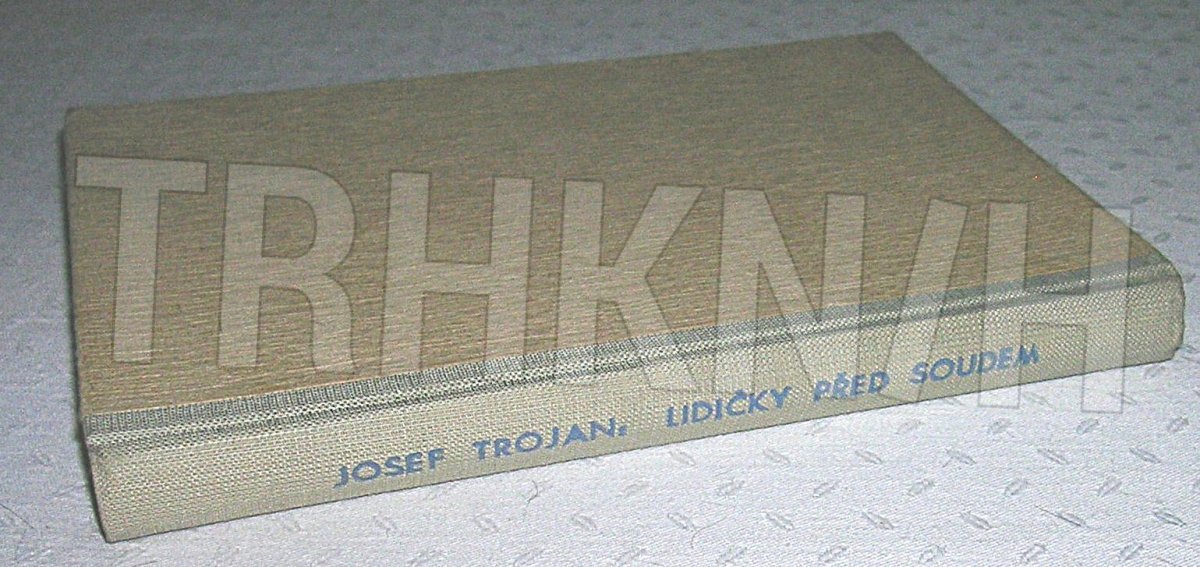 TRHKNIH
JOSEF TROJAN: LIDIČKY PŘED SOUDEM